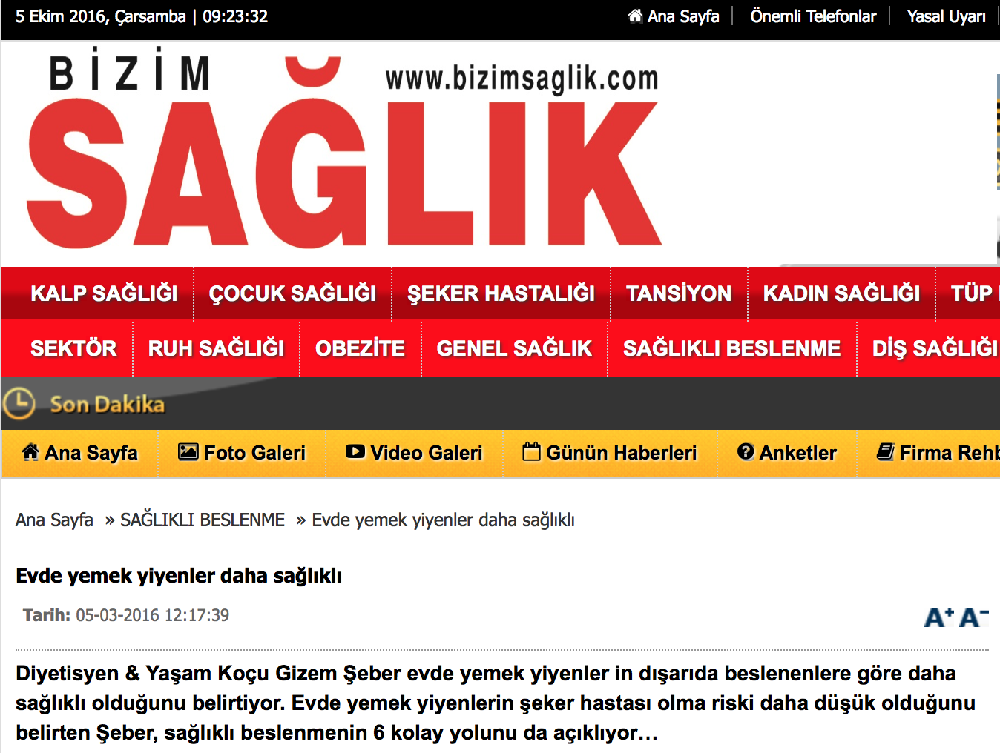 5 Ekim 2016, Çarsamba | 09:23:32
Ana Sayfa
Önemli Telefonlar
Yasal Uyarı
BİZİM
www.bizimsaglik.com
SAĞLIK
KALP SAĞLIĞI
ÇOCUK SAĞLIĞI
ŞEKER HASTALIĞI
TANSİYON
KADIN SAĞLIĞI
TÜP
SEKTÖR
RUH SAĞLIĞI
OBEZİTE
GENEL SAĞLIK
SAĞLIKLI BESLENME
DİŞ SAĞLIĞI
Son Dakika
Ana Sayfa
Foto Galeri
Video Galeri
Günün Haberleri
Anketler
Firma Rehb
Ana Sayfa » SAĞLIKLI BESLENME » Evde yemek yiyenler daha sağlıklı
Evde yemek yiyenler daha sağlıklı
Tarih: 05-03-2016 12:17:39
A+ A-
Diyetisyen & Yaşam Koçu Gizem Şeber evde yemek yiyenler in dışarıda beslenenlere göre daha
sağlıklı olduğunu belirtiyor. Evde yemek yiyenlerin şeker hastası olma riski daha düşük olduğunu
belirten Şeber, sağlıklı beslenmenin 6 kolay yolunu da açıklıyor…